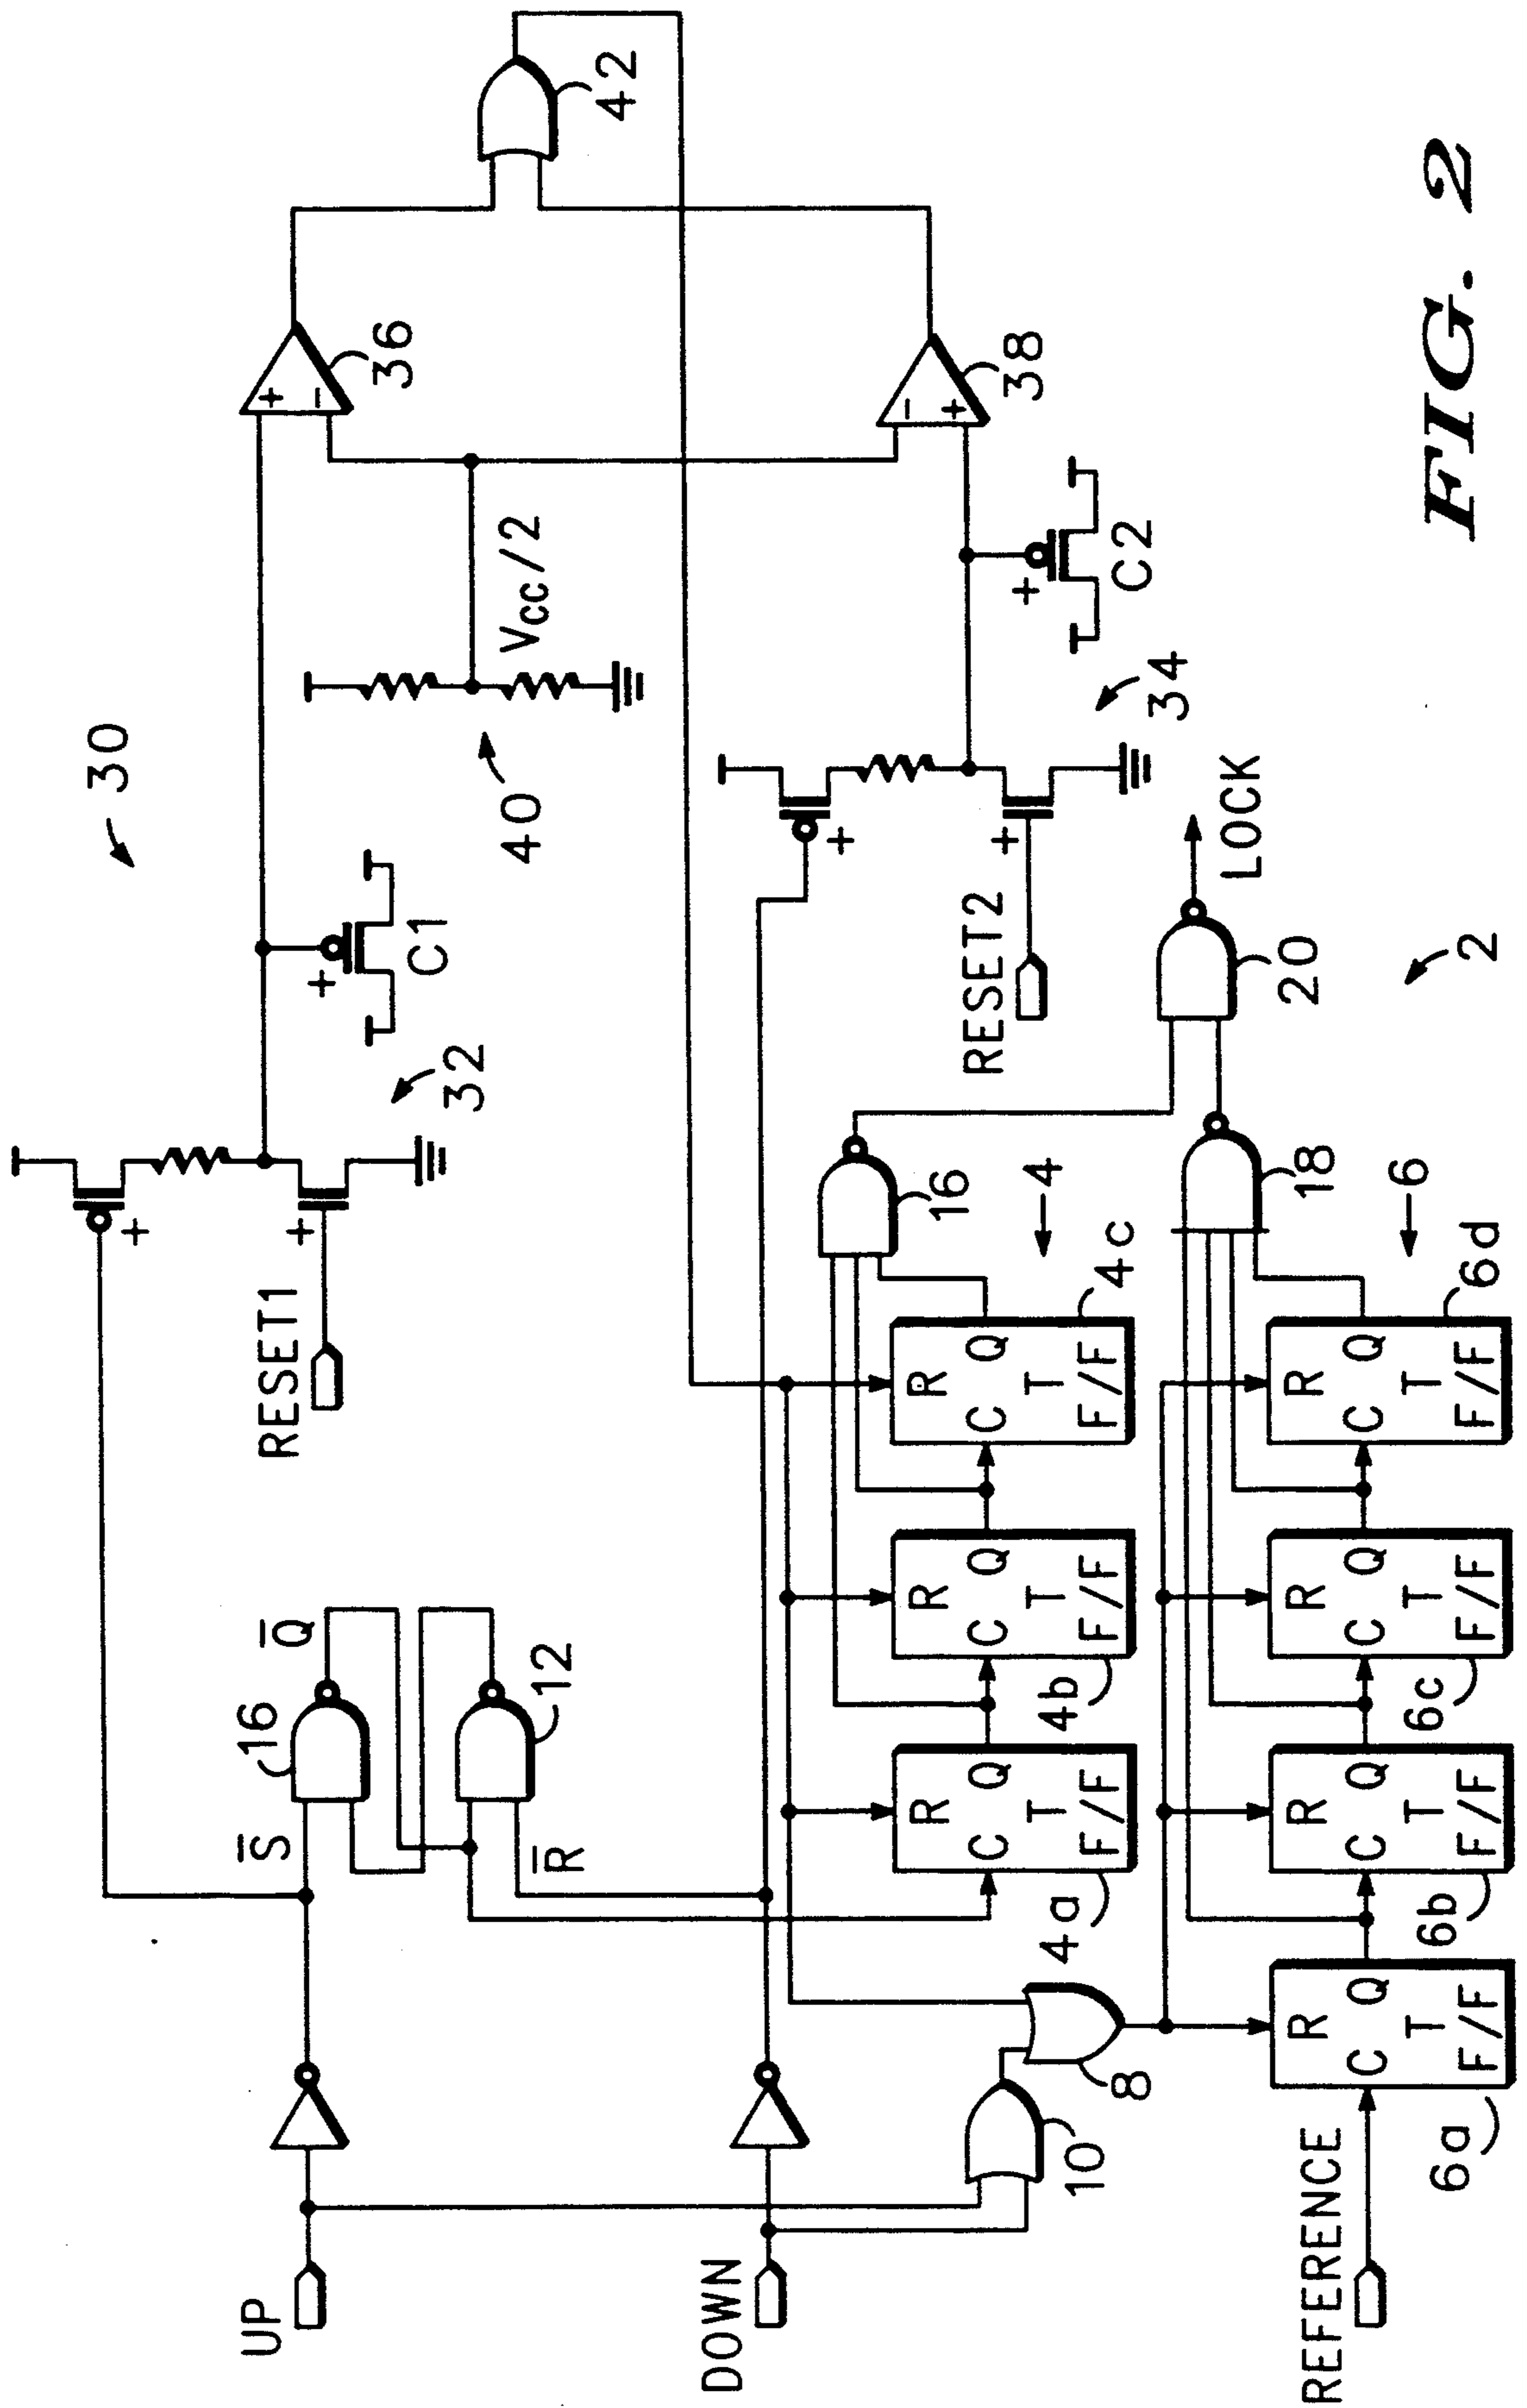 UP
DOWN
REFERENCE
S
16
Q
12
R
RESET1
32
C1
30
36
40
Vcc/2
42
38
C2
34
RESET2
10
8
4a
R
C Q
T
F/F
4b
R
C Q
T
F/F
4c
R
C Q
T
F/F
4
16
6a
R
C Q
T
F/F
6b
R
C Q
T
F/F
6c
R
C Q
T
F/F
6d
R
C Q
T
F/F
6
18
20
LOCK
2
+
+
+
+
-
+
+
+
-
+
FIG. 2